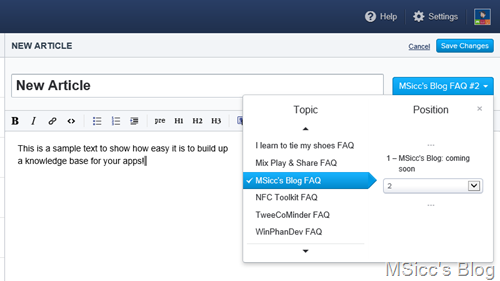 Help Settings
NEW ARTICLE Cancel Save Changes
New Article MSicc's Blog FAQ #2
B I pre H1 H2 H3
This is a sample text to show how easy it is to build up
a knowledge base for your apps!
Topic Position ×
I learn to tie my shoes FAQ
Mix Play & Share FAQ
MSicc's Blog FAQ
NFC Toolkit FAQ
TweeCoMinder FAQ
WinPhanDev FAQ
---
1 – MSicc's Blog: coming
soon
2
---
MSicc's Blog